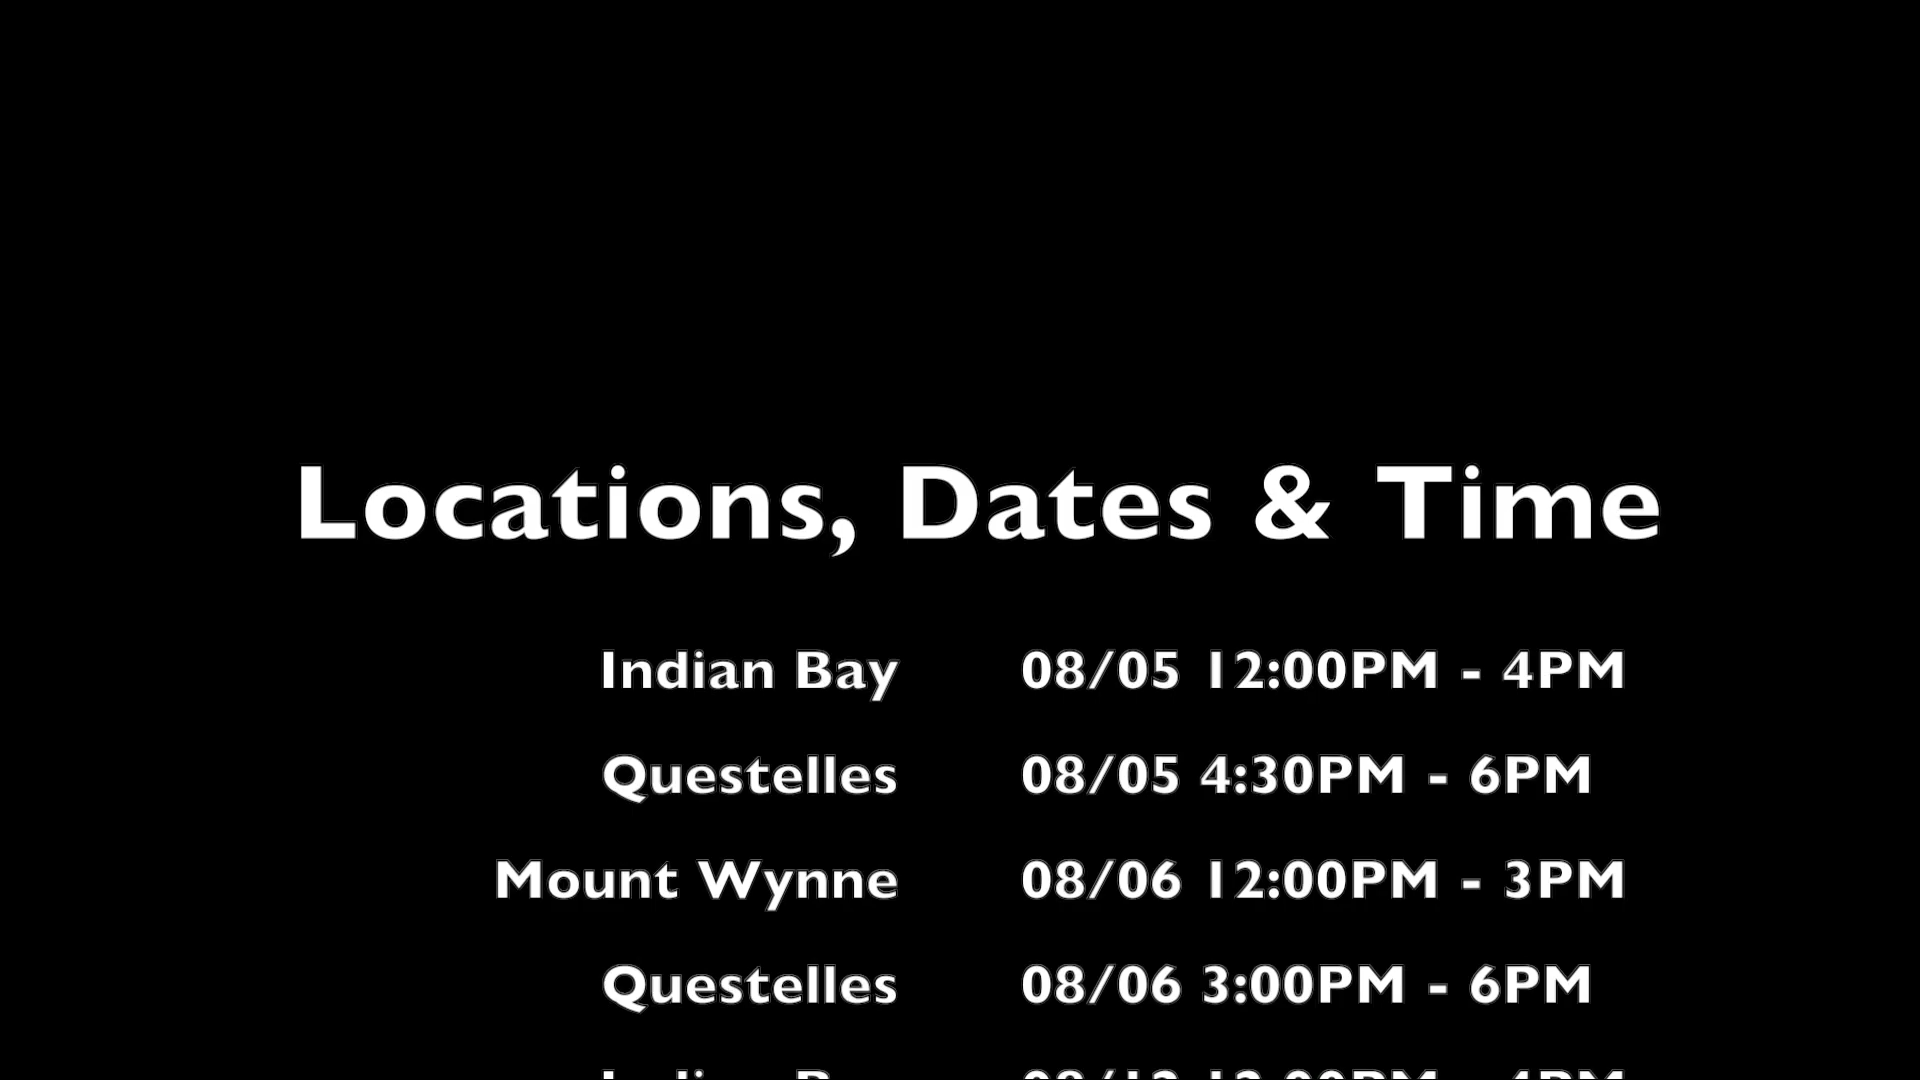 Locations, Dates & Time
Indian Bay 08/05 12:00PM - 4PM
Questelles 08/05 4:30PM - 6PM
Mount Wynne 08/06 12:00PM - 3PM
Questelles 08/06 3:00PM - 6PM